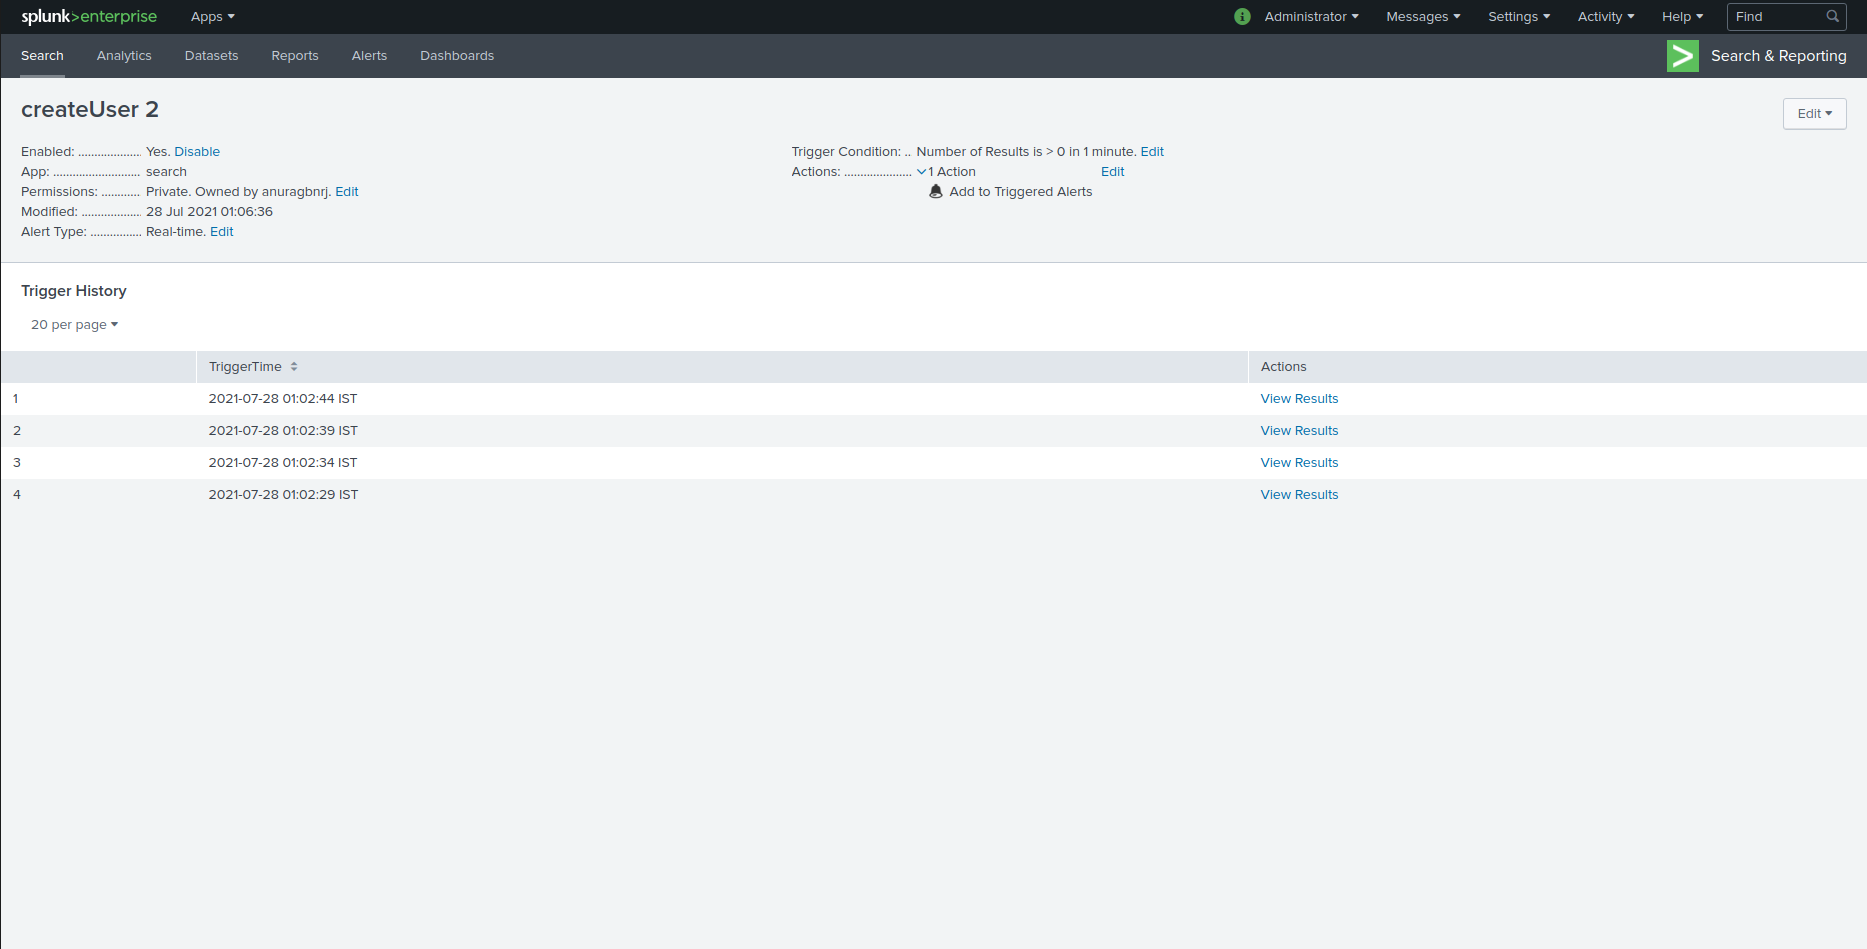 splunk>enterprise Apps Administrator Messages Settings Activity Help Find
Search Analytics Datasets Reports Alerts Dashboards Search & Reporting
createUser 2
Edit
Enabled: .................... Yes. Disable
App: ........................... search
Permissions: ............ Private. Owned by anuragbnrj. Edit
Modified: ................... 28 Jul 2021 01:06:36
Alert Type: ................ Real-time. Edit
Trigger Condition: .. Number of Results is > 0 in 1 minute. Edit
Actions: ..................... 1 Action Edit
Add to Triggered Alerts
Trigger History
20 per page
TriggerTime Actions
1 2021-07-28 01:02:44 IST View Results
2 2021-07-28 01:02:39 IST View Results
3 2021-07-28 01:02:34 IST View Results
4 2021-07-28 01:02:29 IST View Results